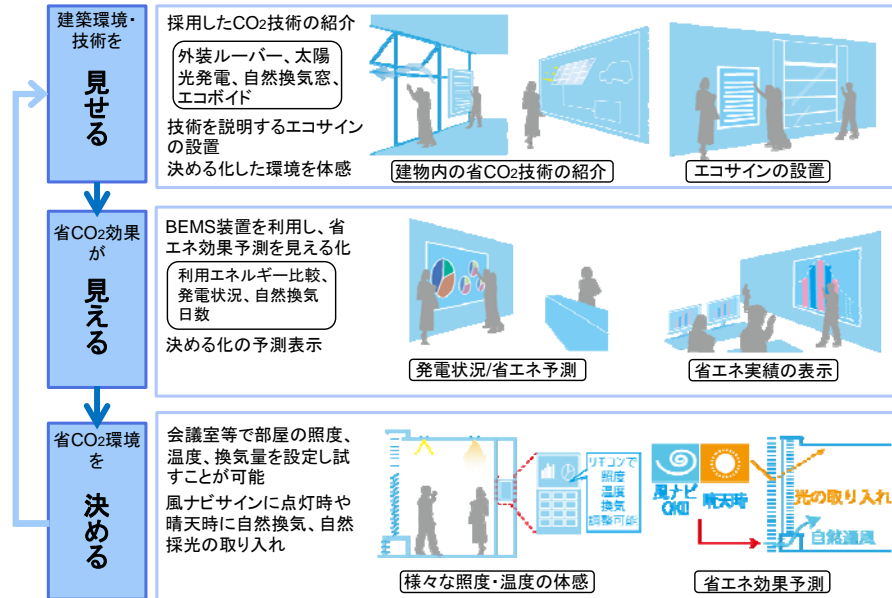 建築環境・
技術を
見せる
採用したCO2技術の紹介
外装ルーバー、太陽
光発電、自然換気窓、
エコボイド
技術を説明するエコサイン
の設置
決める化した環境を体感
建物内の省CO2技術の紹介
エコサインの設置
省CO2効果
が
見える
BEMS装置を利用し、省
エネ効果予測を見える化
利用エネルギー比較、
発電状況、自然換気
日数
決める化の予測表示
発電状況/省エネ予測
省エネ実績の表示
省CO2環境
を
決める
会議室等で部屋の照度、
温度、換気量を設定し試
すことが可能
風ナビサインに点灯時や
晴天時に自然換気、自然
採光の取り入れ
リモコンで
照度
温度
換気
調整可能
様々な照度・温度の体感
風ナビ
OK!!
晴天時
光の取り入れ
自然通風
省エネ効果予測